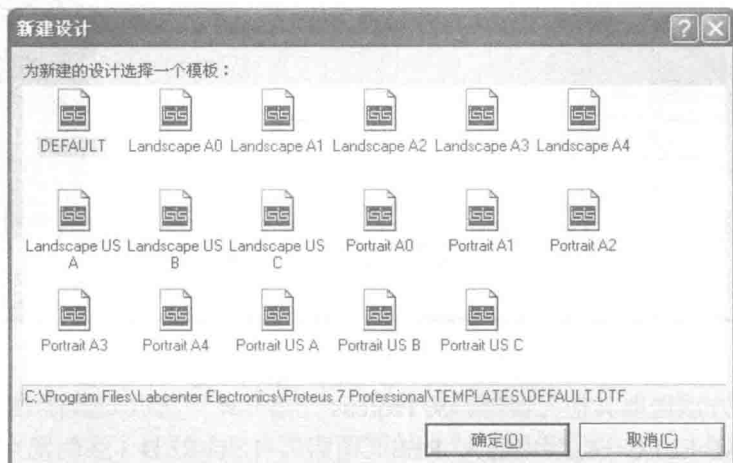 新建设计
为新建的设计选择一个模板：
DEFAULT Landscape A0 Landscape A1 Landscape A2 Landscape A3 Landscape A4
Landscape US A Landscape US B Landscape US C Portrait A0 Portrait A1 Portrait A2
Portrait A3 Portrait A4 Portrait US A Portrait US B Portrait US C
C:\Program Files\Labcenter Electronics\Proteus 7 Professional\TEMPLATES\DEFAULT.DTF
确定(O) 取消(C)